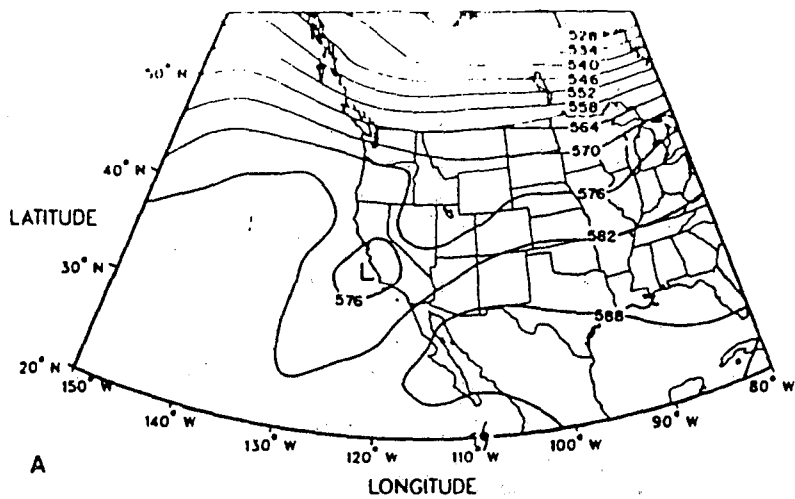 528
534
540
546
552
558
564
570
576
582
588
50° N
40° N
LATITUDE
30° N
L
576
20° N
150° W
140° W
130° W
120° W
110° W
100° W
90° W
80° W
A
LONGITUDE